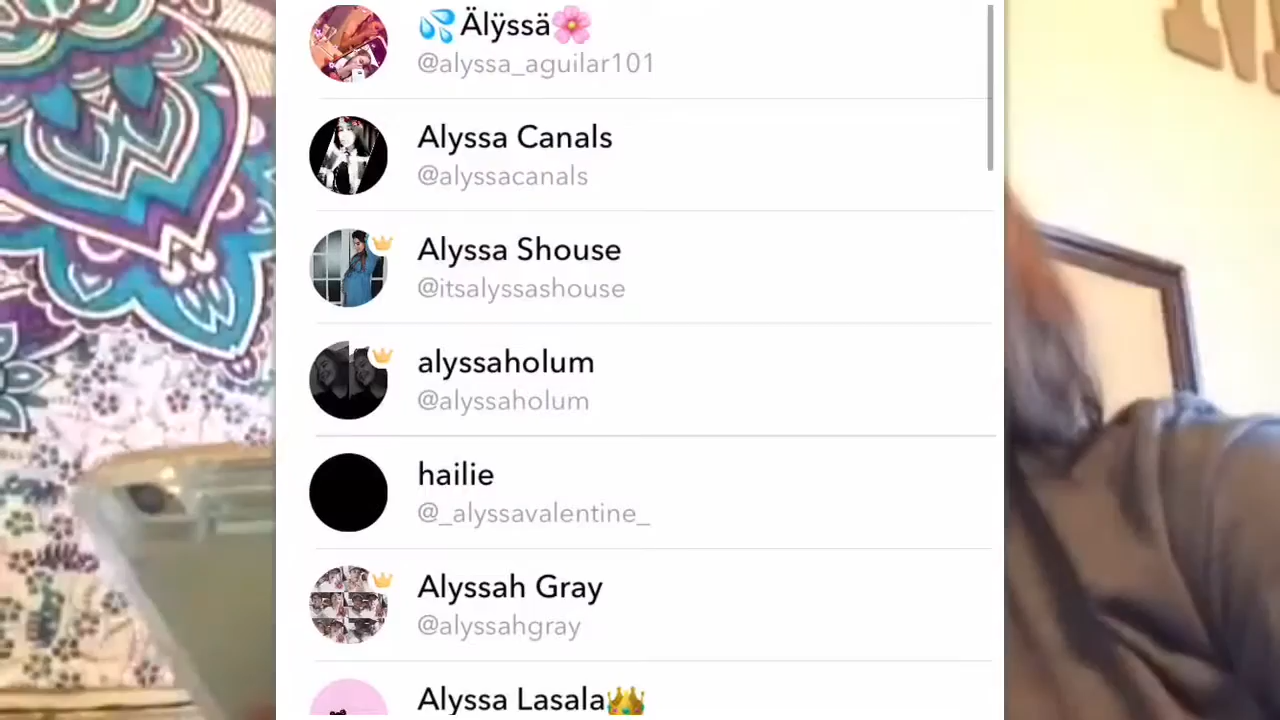 💦Älÿssä🌸
@alyssa_aguilar101
Alyssa Canals
@alyssacanals
Alyssa Shouse
@itsalyssashouse
alyssaholum
@alyssaholum
hailie
@_alyssavalentine_
Alyssah Gray
@alyssahgray
Alyssa Lasala👑